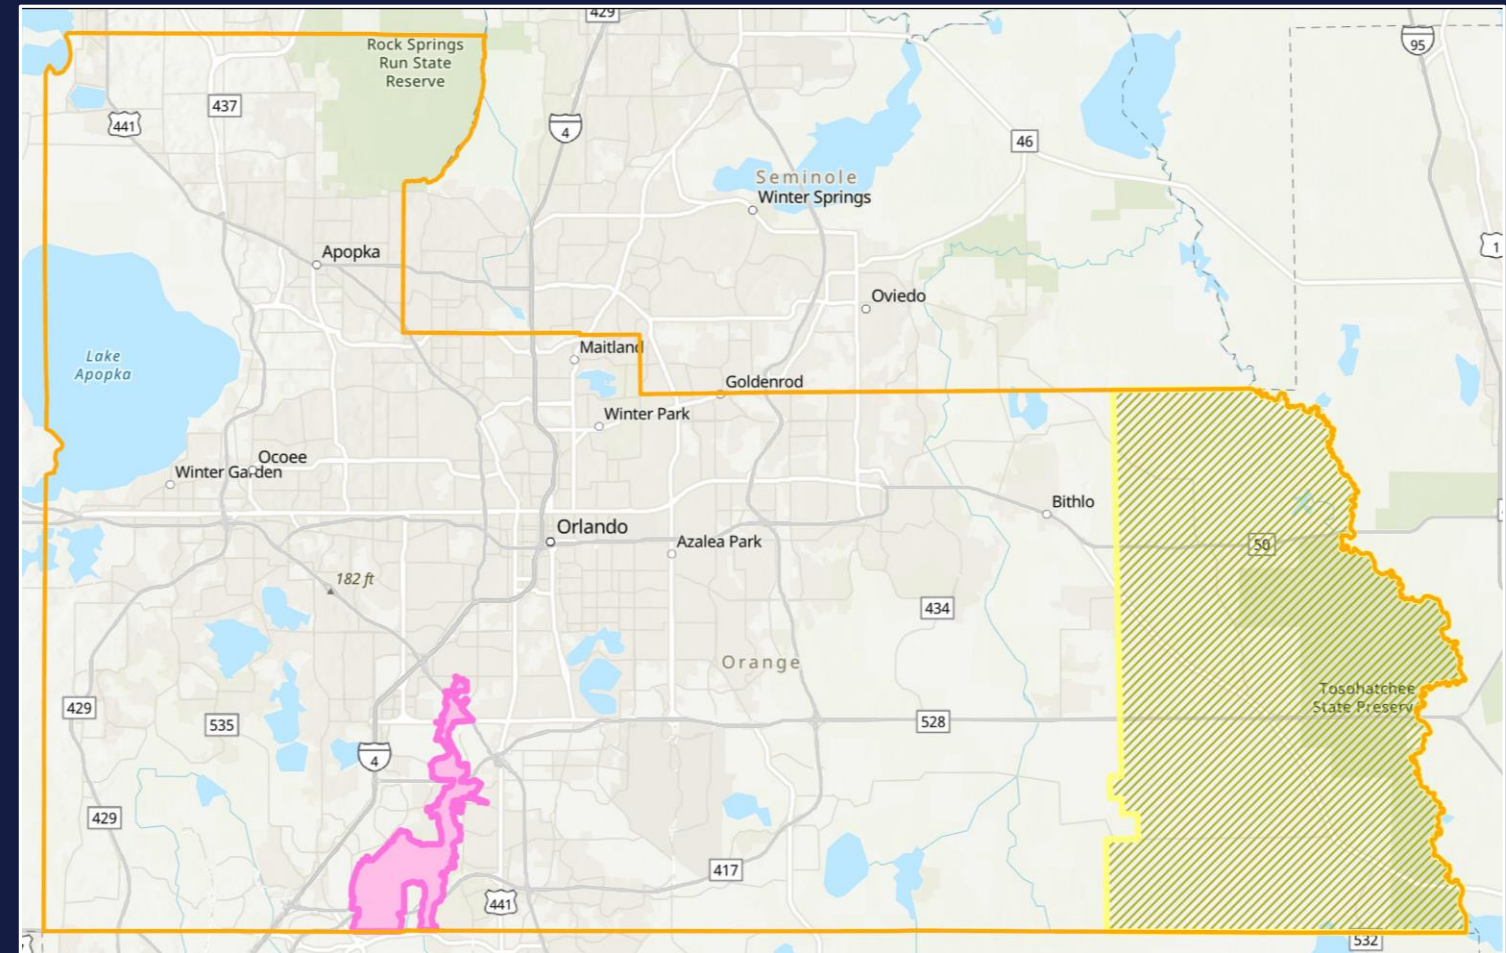 429
Rock Springs
Run State
Reserve
95
437
441
4
46
Seminole
Winter Springs
1
Apopka
Oviedo
Lake
Apopka
Maitland
Goldenrod
Winter Park
Ocoee
Winter Garden
Bithlo
Orlando
Azalea Park
50
182 ft
434
Orange
Tosohatchee
State Preserv
429
535
528
4
429
417
441
532